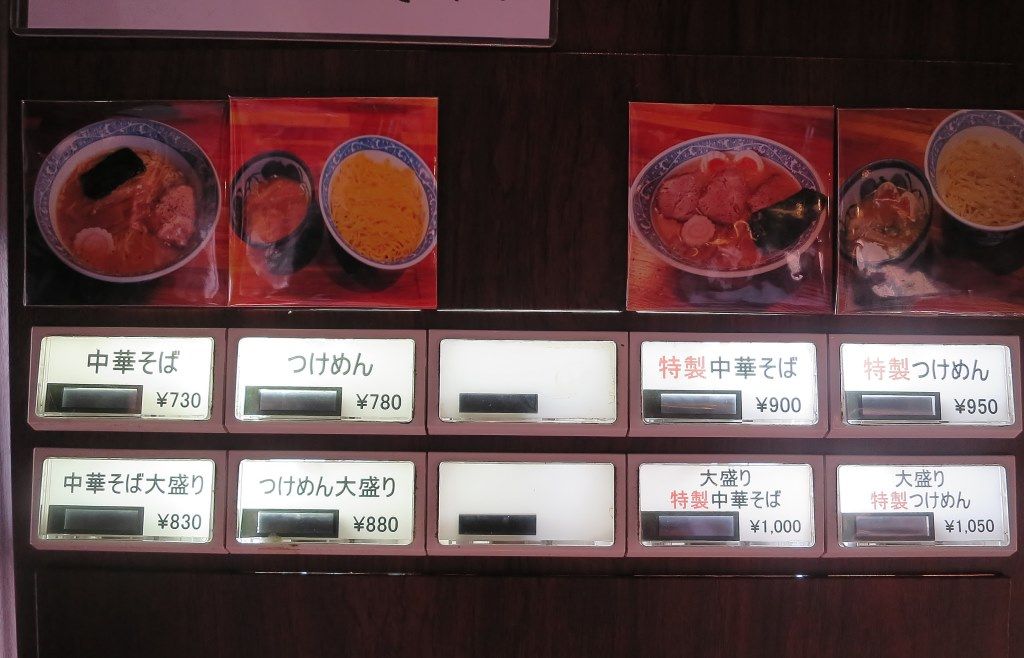 中華そば
¥730
つけめん
¥780
特製中華そば
¥900
特製つけめん
¥950
中華そば大盛り
¥830
つけめん大盛り
¥880
大盛り
特製中華そば
¥1,000
大盛り
特製つけめん
¥1,050